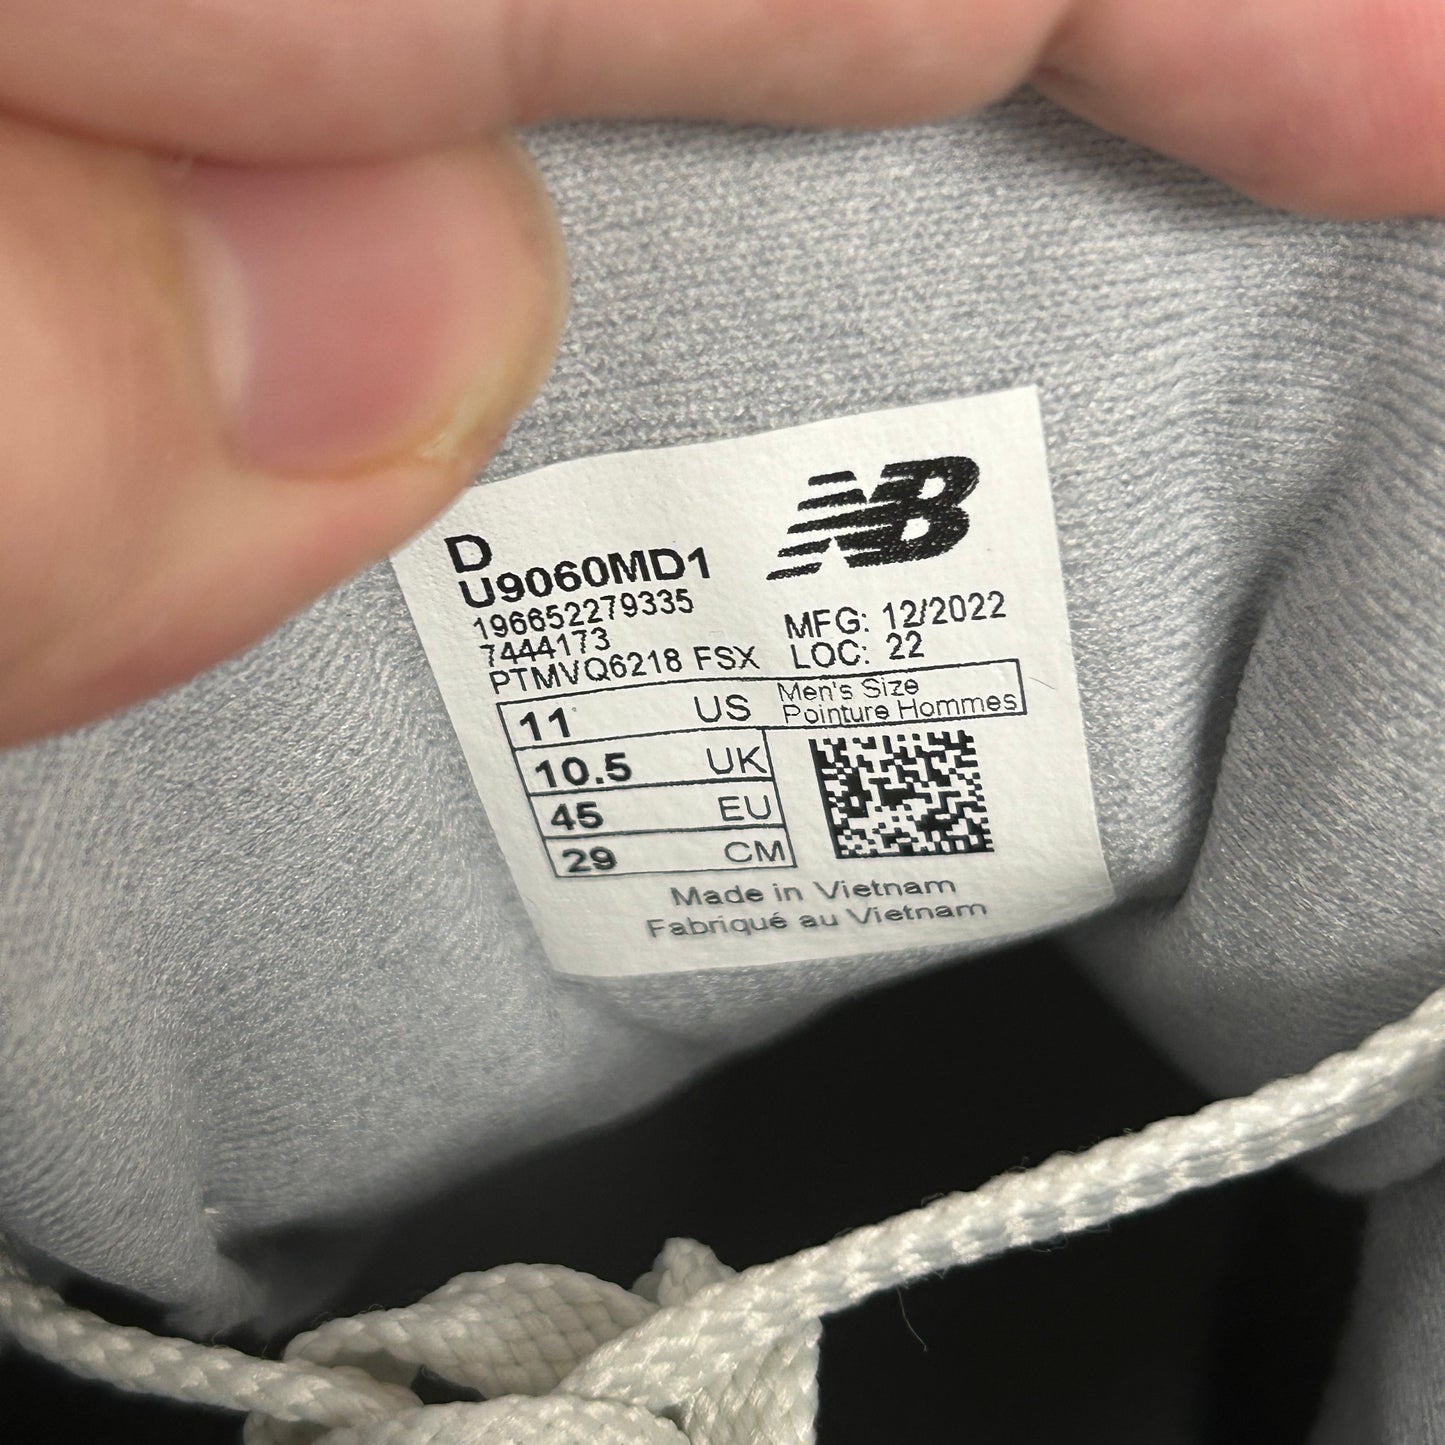 NB
D
U9060MD1
196652279335
7444173
PTMVQ6218 FSX
MFG: 12/2022
LOC: 22
11 US Men's Size
Pointure Hommes
10.5 UK
45 EU
29 CM
Made in Vietnam
Fabriqué au Vietnam